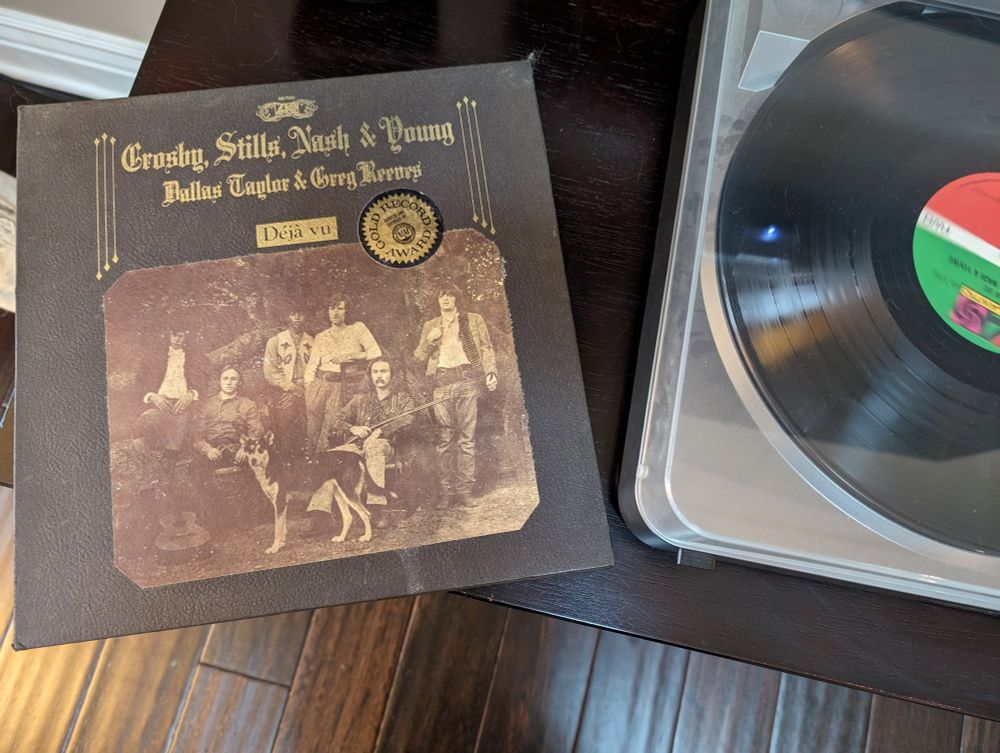 Crosby, Stills, Nash & Young
Dallas Taylor & Greg Reeves
Déjà vu
GOLD RECORD
AWARD